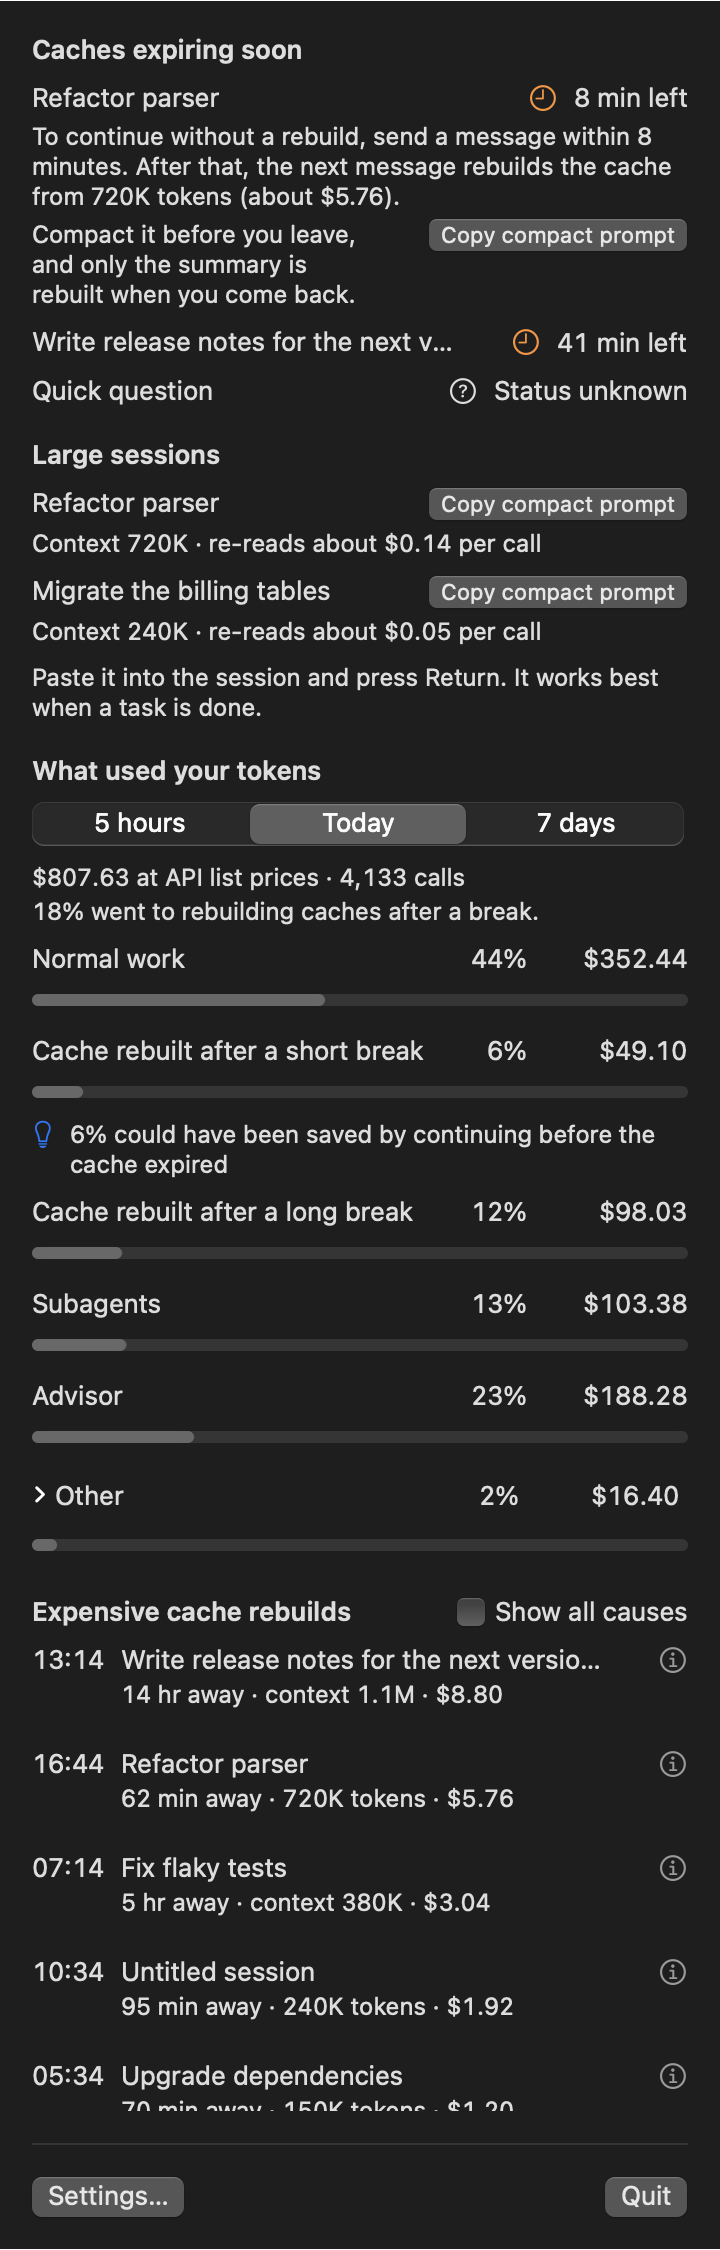 Caches expiring soon
Refactor parser 8 min left
To continue without a rebuild, send a message within 8
minutes. After that, the next message rebuilds the cache
from 720K tokens (about $5.76).
Compact it before you leave, Copy compact prompt
and only the summary is
rebuilt when you come back.
Write release notes for the next v... 41 min left
Quick question ? Status unknown
Large sessions
Refactor parser Copy compact prompt
Context 720K · re-reads about $0.14 per call
Migrate the billing tables Copy compact prompt
Context 240K · re-reads about $0.05 per call
Paste it into the session and press Return. It works best
when a task is done.
What used your tokens
5 hours Today 7 days
$807.63 at API list prices · 4,133 calls
18% went to rebuilding caches after a break.
Normal work 44% $352.44
Cache rebuilt after a short break 6% $49.10
6% could have been saved by continuing before the
cache expired
Cache rebuilt after a long break 12% $98.03
Subagents 13% $103.38
Advisor 23% $188.28
> Other 2% $16.40
Expensive cache rebuilds Show all causes
13:14 Write release notes for the next versio...
14 hr away · context 1.1M · $8.80
16:44 Refactor parser
62 min away · 720K tokens · $5.76
07:14 Fix flaky tests
5 hr away · context 380K · $3.04
10:34 Untitled session
95 min away · 240K tokens · $1.92
05:34 Upgrade dependencies
70 min away · 150K tokens · $1.20
Settings... Quit